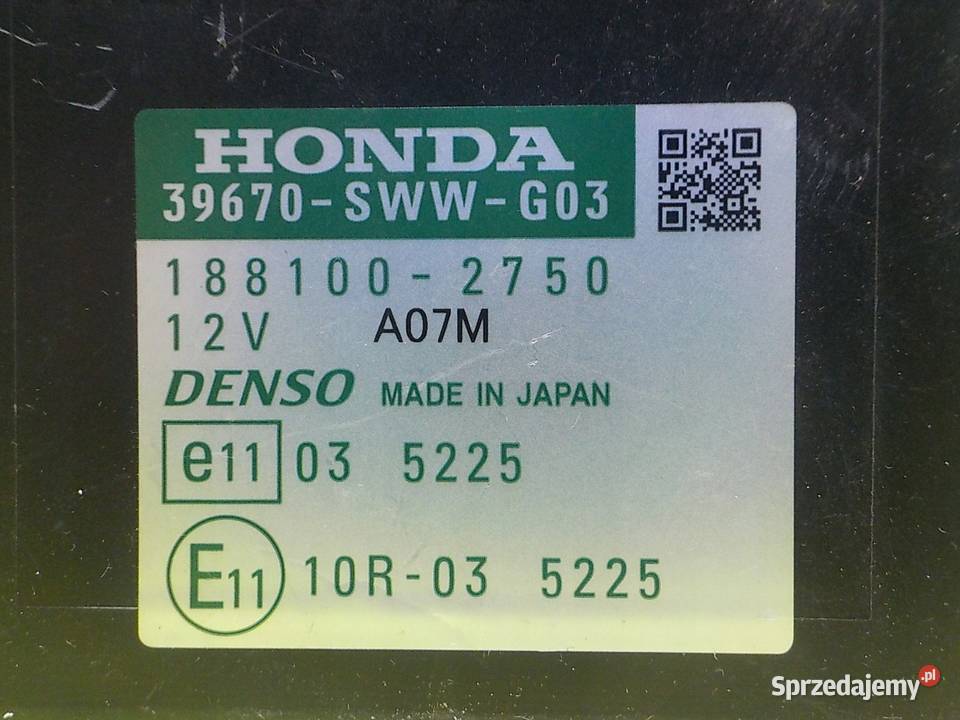 HONDA
39670-SWW-G03
188100-2750
12V A07M
DENSO MADE IN JAPAN
e11 03 5225
E11 10R-03 5225
Sprzedajemy.pl